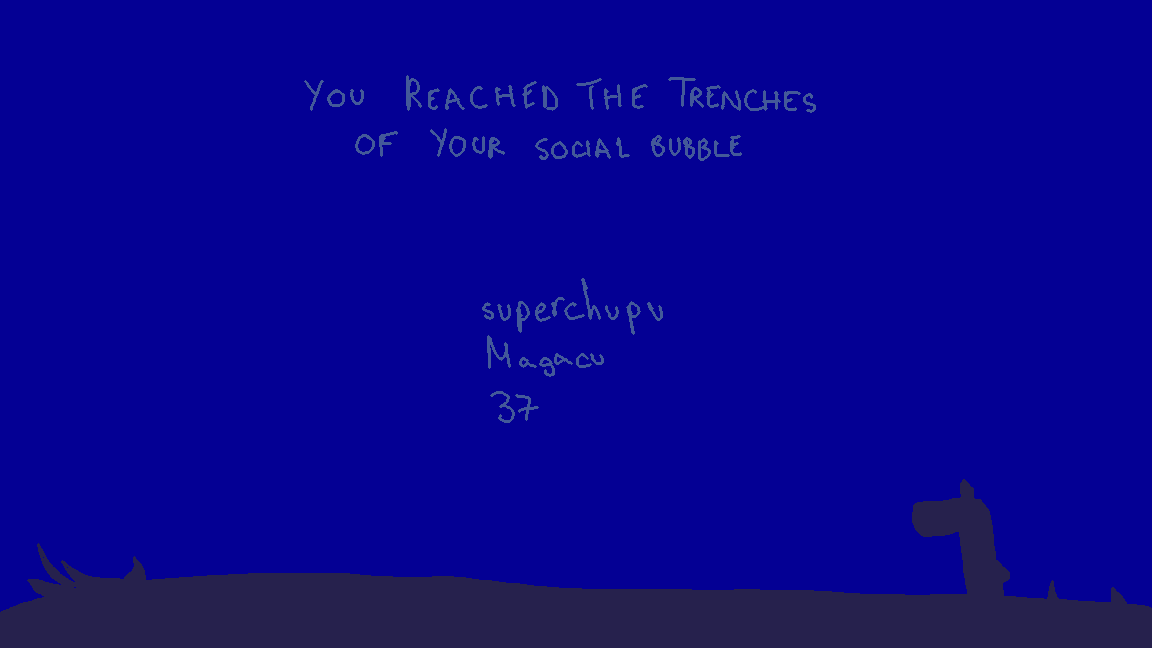 YOU REACHED THE TRENCHES
OF YOUR SOCIAL BUBBLE
superchupu
Magacu
37